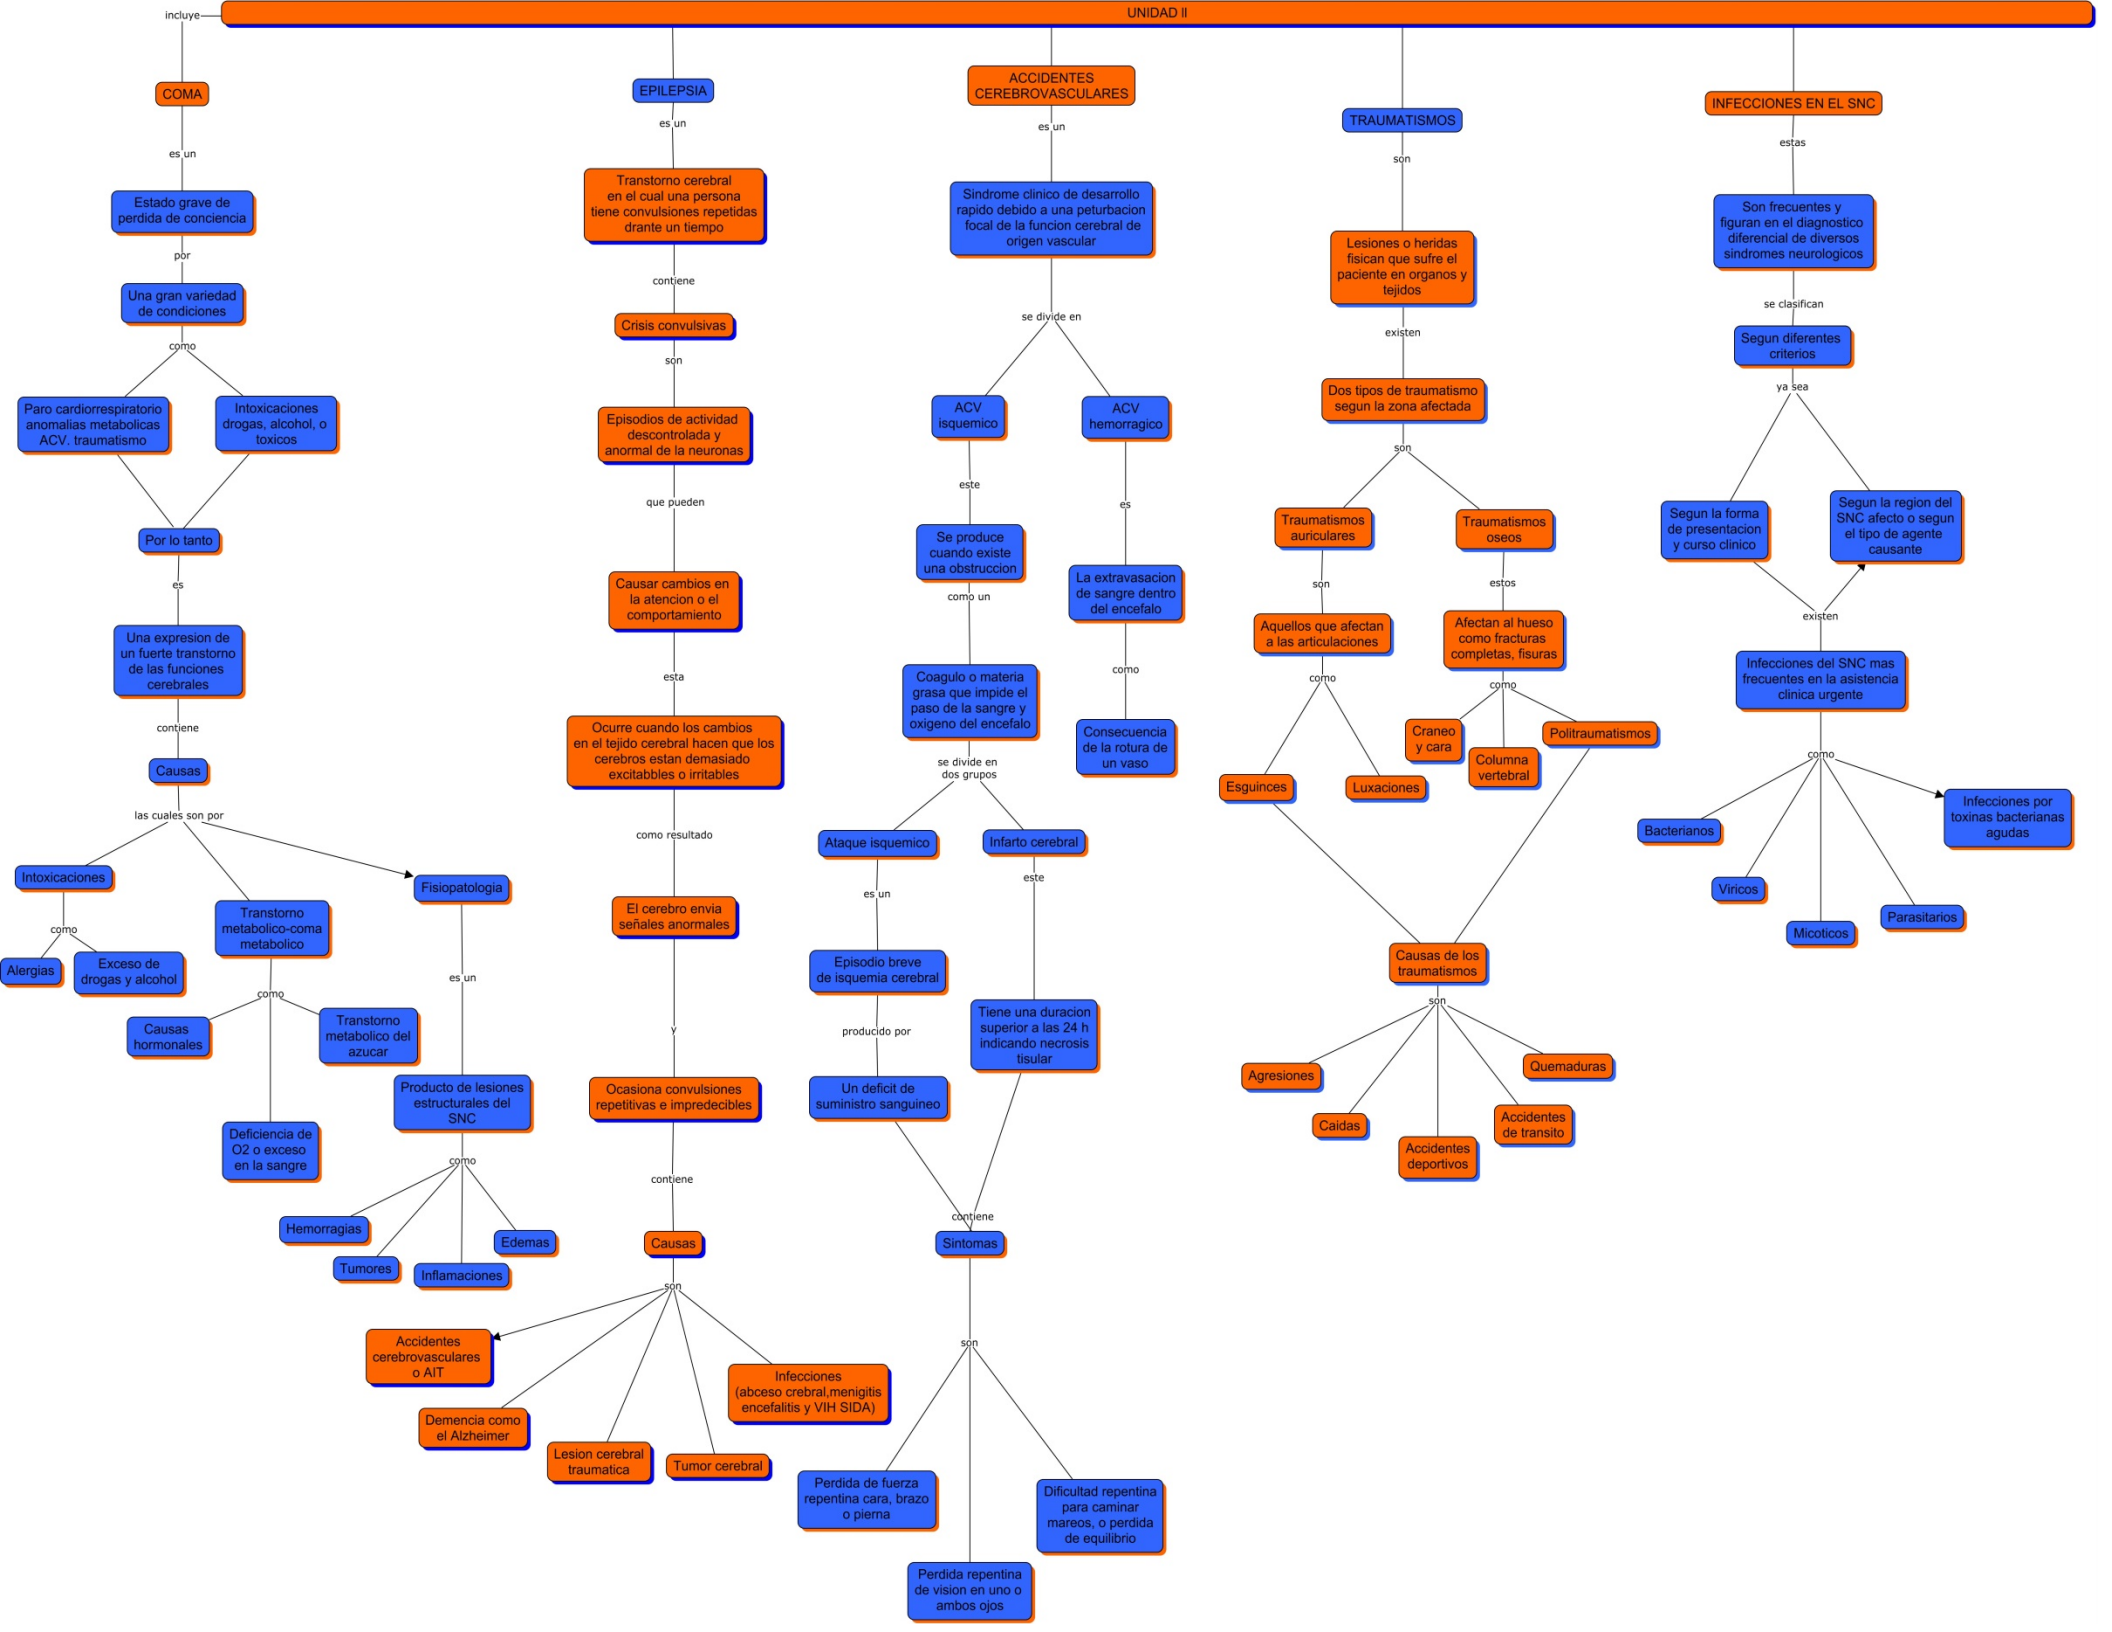 UNIDAD II
incluye
COMA
es un
Estado grave de
perdida de conciencia
por
Una gran variedad
de condiciones
como
Paro cardiorrespiratorio
anomalias metabolicas
ACV. traumatismo
Intoxicaciones
drogas, alcohol, o
toxicos
Por lo tanto
es
Una expresion de
un fuerte transtorno
de las funciones
cerebrales
contiene
Causas
las cuales son por
Intoxicaciones
como
Alergias
Exceso de
drogas y alcohol
Transtorno
metabolico-coma
metabolico
como
Causas
hormonales
Deficiencia de
O2 o exceso
en la sangre
Transtorno
metabolico del
azucar
Fisiopatologia
es un
Producto de lesiones
estructurales del
SNC
como
Hemorragias
Tumores
Inflamaciones
Edemas
EPILEPSIA
es un
Transtorno cerebral
en el cual una persona
tiene convulsiones repetidas
drante un tiempo
contiene
Crisis convulsivas
son
Episodios de actividad
descontrolada y
anormal de la neuronas
que pueden
Causar cambios en
la atencion o el
comportamiento
esta
Ocurre cuando los cambios
en el tejido cerebral hacen que los
cerebros estan demasiado
excitabbles o irritables
como resultado
El cerebro envia
señales anormales
y
Ocasiona convulsiones
repetitivas e impredecibles
contiene
Causas
son
Accidentes
cerebrovasculares
o AIT
Demencia como
el Alzheimer
Lesion cerebral
traumatica
Tumor cerebral
Infecciones
(abceso crebral,menigitis
encefalitis y VIH SIDA)
ACCIDENTES
CEREBROVASCULARES
es un
Sindrome clinico de desarrollo
rapido debido a una peturbacion
focal de la funcion cerebral de
origen vascular
se divide en
ACV
isquemico
este
Se produce
cuando existe
una obstruccion
como un
Coagulo o materia
grasa que impide el
paso de la sangre y
oxigeno del encefalo
se divide en
dos grupos
Ataque isquemico
es un
Episodio breve
de isquemia cerebral
producido por
Un deficit de
suministro sanguineo
Infarto cerebral
este
Tiene una duracion
superior a las 24 h
indicando necrosis
tisular
contiene
Sintomas
son
Perdida de fuerza
repentina cara, brazo
o pierna
Perdida repentina
de vision en uno o
ambos ojos
Dificultad repentina
para caminar
mareos, o perdida
de equilibrio
ACV
hemorragico
es
La extravasacion
de sangre dentro
del encefalo
como
Consecuencia
de la rotura de
un vaso
TRAUMATISMOS
son
Lesiones o heridas
fisican que sufre el
paciente en organos y
tejidos
existen
Dos tipos de traumatismo
segun la zona afectada
son
Traumatismos
auriculares
son
Aquellos que afectan
a las articulaciones
como
Esguinces
Luxaciones
Traumatismos
oseos
estos
Afectan al hueso
como fracturas
completas, fisuras
como
Craneo
y cara
Columna
vertebral
Politraumatismos
Causas de los
traumatismos
son
Agresiones
Caidas
Accidentes
deportivos
Accidentes
de transito
Quemaduras
INFECCIONES EN EL SNC
estas
Son frecuentes y
figuran en el diagnostico
diferencial de diversos
sindromes neurologicos
se clasifican
Segun diferentes
criterios
ya sea
Segun la forma
de presentacion
y curso clinico
Segun la region del
SNC afecto o segun
el tipo de agente
causante
existen
Infecciones del SNC mas
frecuentes en la asistencia
clinica urgente
como
Bacterianos
Viricos
Micoticos
Parasitarios
Infecciones por
toxinas bacterianas
agudas